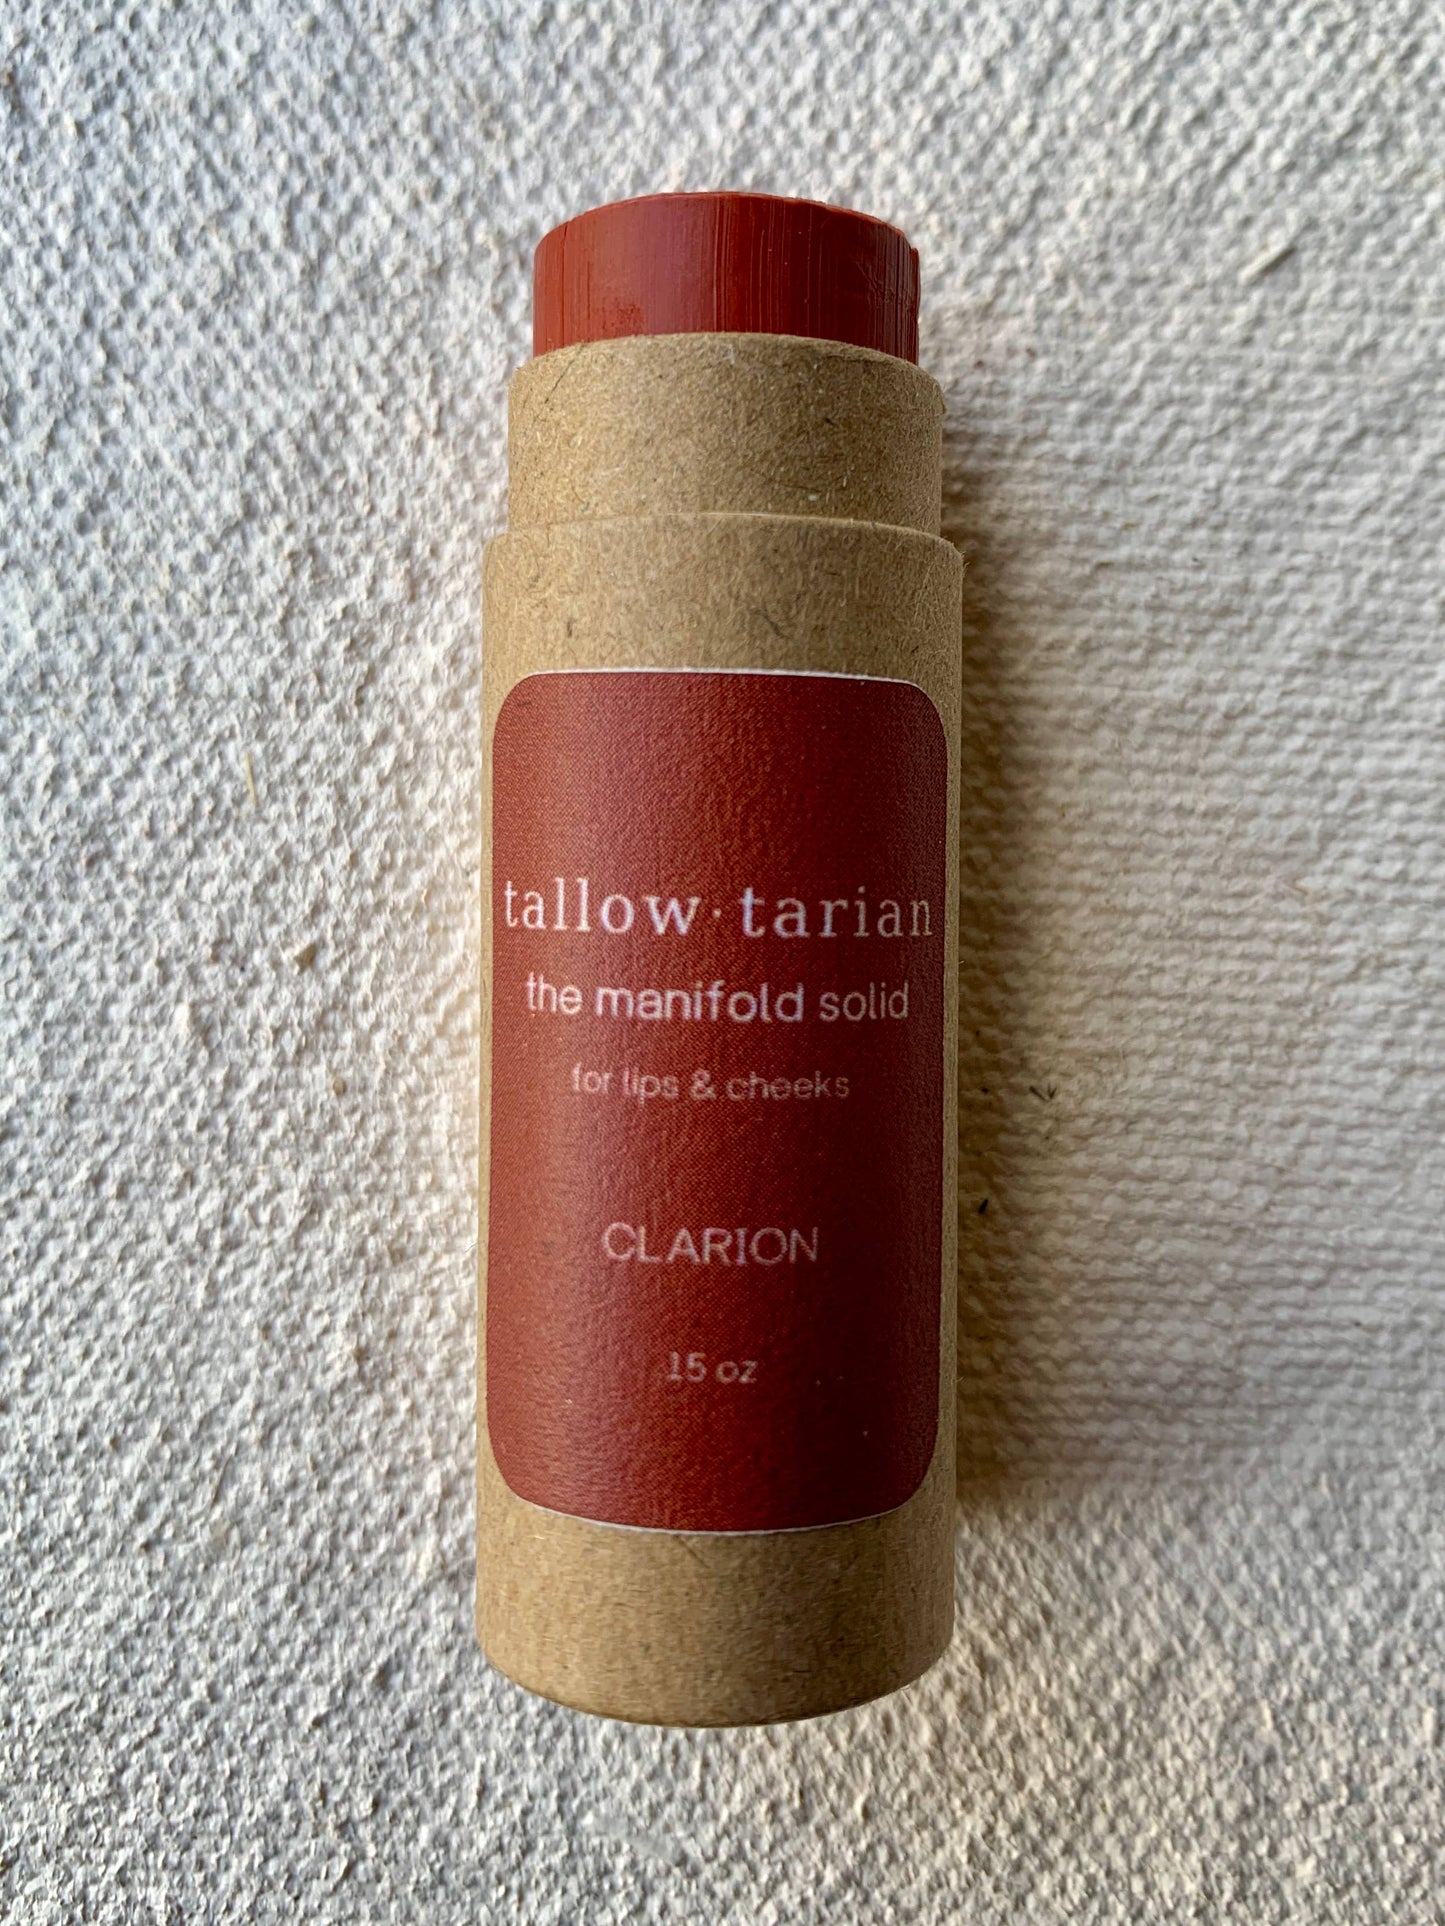 tallow·tarian
the manifold solid
for lips & cheeks
CLARION
15 oz